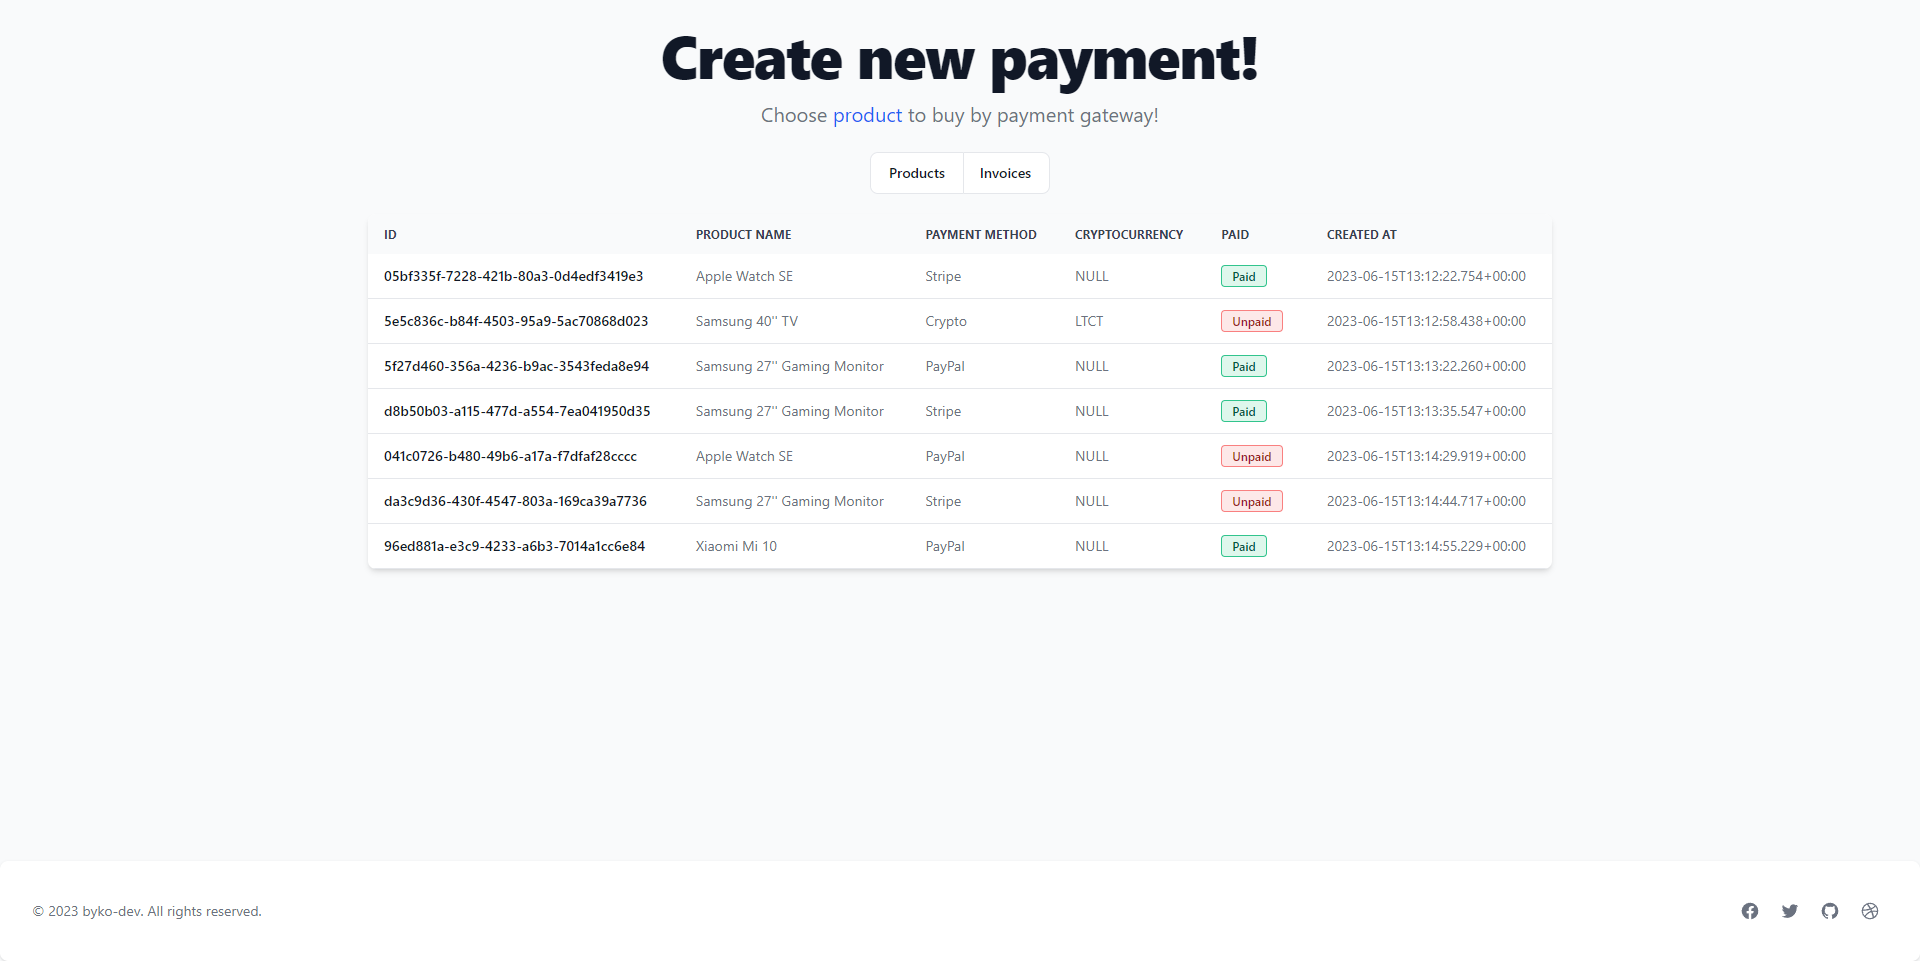 Create new payment!
Choose product to buy by payment gateway!
Products Invoices
ID PRODUCT NAME PAYMENT METHOD CRYPTOCURRENCY PAID CREATED AT
05bf335f-7228-421b-80a3-0d4edf3419e3 Apple Watch SE Stripe NULL Paid 2023-06-15T13:12:22.754+00:00
5e5c836c-b84f-4503-95a9-5ac70868d023 Samsung 40'' TV Crypto LTCT Unpaid 2023-06-15T13:12:58.438+00:00
5f27d460-356a-4236-b9ac-3543feda8e94 Samsung 27'' Gaming Monitor PayPal NULL Paid 2023-06-15T13:13:22.260+00:00
d8b50b03-a115-477d-a554-7ea041950d35 Samsung 27'' Gaming Monitor Stripe NULL Paid 2023-06-15T13:13:35.547+00:00
041c0726-b480-49b6-a17a-f7dfaf28cccc Apple Watch SE PayPal NULL Unpaid 2023-06-15T13:14:29.919+00:00
da3c9d36-430f-4547-803a-169ca39a7736 Samsung 27'' Gaming Monitor Stripe NULL Unpaid 2023-06-15T13:14:44.717+00:00
96ed881a-e3c9-4233-a6b3-7014a1cc6e84 Xiaomi Mi 10 PayPal NULL Paid 2023-06-15T13:14:55.229+00:00
© 2023 byko-dev. All rights reserved.